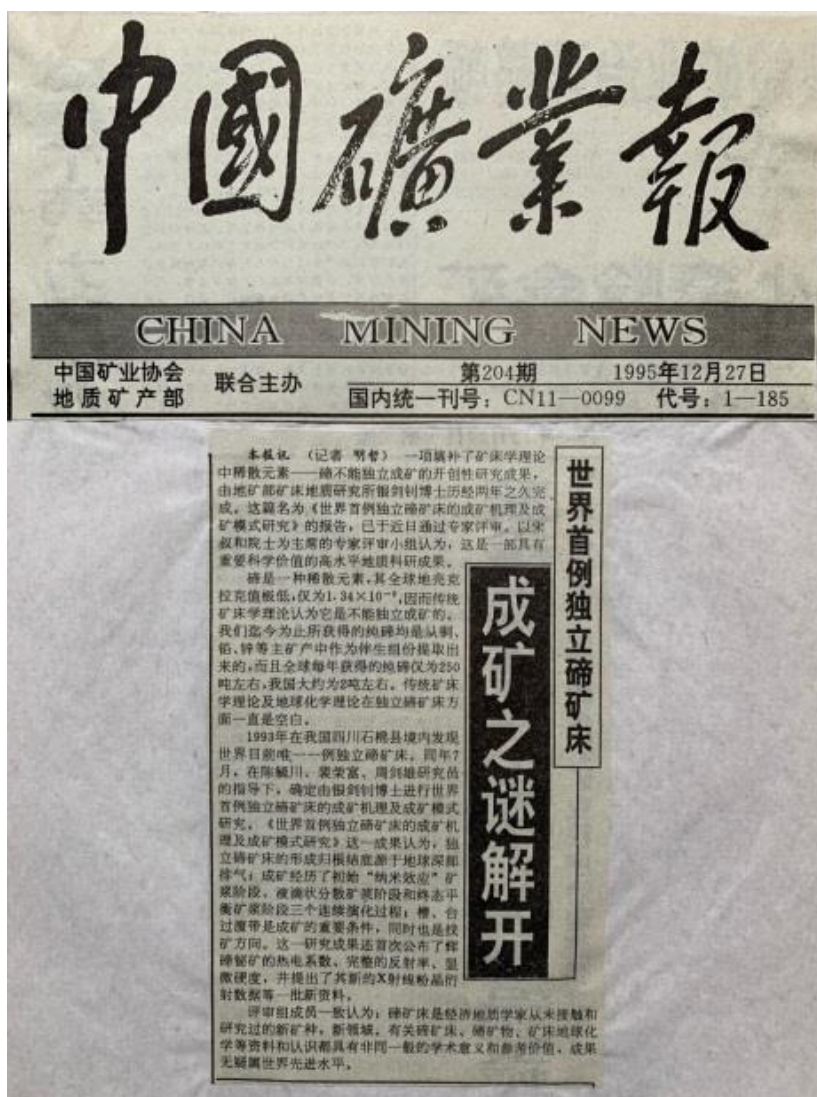 中國礦業報
CHINA MINING NEWS
中国矿业协会
地质矿产部
联合主办
第204期 1995年12月27日
国内统一刊号：CN11—0099 代号：1—185
世界首例独立碲矿床
成矿之谜解开
本报讯 （记者 明哲） 一项填补了矿床学理论
中稀散元素——碲不能独立成矿的开创性研究成果，
由地矿部矿床地质研究所银剑钊博士历经两年之久完
成。这篇名为《世界首例独立碲矿床的成矿机理及成
矿模式研究》的报告，已于近日通过专家评审。以宋
叔和院士为主席的专家评审小组认为，这是一部具有
重要科学价值的高水平地质科研成果。
碲是一种稀散元素，其全球地壳克
拉克值极低，仅为1.34×10⁻⁹，因而传统
矿床学理论认为它是不能独立成矿的。
我们迄今为止所获得的纯碲均是从铜、
铅、锌等主矿产中作为伴生组份提取出
来的，而且全球每年获得的纯碲仅为250
吨左右，我国大约为8吨左右。传统矿床
学理论及地球化学理论在独立碲矿床方
面一直是空白。
1993年在我国四川石棉县境内发现
世界目前唯一一例独立碲矿床。同年7
月，在陈毓川、裴荣富、周剑雄研究员
的指导下，确定由银剑钊博士进行世界
首例独立碲矿床的成矿机理及成矿模式
研究。《世界首例独立碲矿床的成矿机
理及成矿模式研究》这一成果认为，独
立碲矿床的形成归根结底源于地球深部
排气；成矿经历了初始“纳米效应”矿
浆阶段、液滴状分散矿浆阶段和终态平
衡矿浆阶段三个连续演化过程；槽、台
过渡带是成矿的重要条件，同时也是找
矿方向。这一研究成果还首次公布了辉
碲铋矿的热电系数、完整的反射率、显
微硬度，并提出了其新的X射线粉晶衍
射数据等一批新资料。
评审组成员一致认为：碲矿床是经济地质学家从未接触和
研究过的新矿种，新领域。有关碲矿床、碲矿物、矿床地球化
学等资料和认识都具有非同一般的学术意义和参考价值，成果
无疑属世界先进水平。